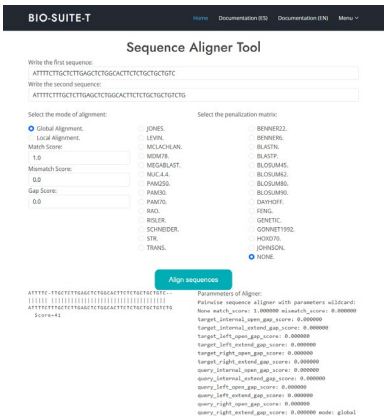 BIO-SUITE-T
Home Documentation (ES) Documentation (EN) Menu
Sequence Aligner Tool
Write the first sequence:
ATTTTCTTGCTCTTGAGCTCTGGCACTTCTCTGCTGCTGTC
Write the second sequence:
ATTTTCTTTGCTCTTGAGCTCTGGCACTTCTCTGCTGCTGTCTG
Select the mode of alignment:
Global Alignment.
Local Alignment.
Match Score:
1.0
Mismatch Score:
0.0
Gap Score:
0.0
JONES.
LEVIN.
MCLACHLAN.
MDM78.
MEGABLAST.
NUC.4.4.
PAM250.
PAM30.
PAM70.
RAO.
RISLER.
SCHNEIDER.
STR.
TRANS.
Select the penalization matrix:
BENNER22.
BENNER6.
BLASTN.
BLASTP.
BLOSUM45.
BLOSUM62.
BLOSUM80.
BLOSUM90.
DAYHOFF.
FENG.
GENETIC.
GONNET1992.
HOXD70.
JOHNSON.
NONE.
Align sequences
ATTTTC-TTGCTCTTGAGCTCTGGCACTTCTCTGCTGCTGTC--
|||||| |||||||||||||||||||||||||||||||||||
ATTTTCTTTGCTCTTGAGCTCTGGCACTTCTCTGCTGCTGTCTG
Score=41
Parammeters of Aligner:
Pairwise sequence aligner with parameters wildcard:
None match_score: 1.000000 mismatch_score: 0.000000
target_internal_open_gap_score: 0.000000
target_internal_extend_gap_score: 0.000000
target_left_open_gap_score: 0.000000
target_left_extend_gap_score: 0.000000
target_right_open_gap_score: 0.000000
target_right_extend_gap_score: 0.000000
query_internal_open_gap_score: 0.000000
query_internal_extend_gap_score: 0.000000
query_left_open_gap_score: 0.000000
query_left_extend_gap_score: 0.000000
query_right_open_gap_score: 0.000000
query_right_extend_gap_score: 0.000000 mode: global